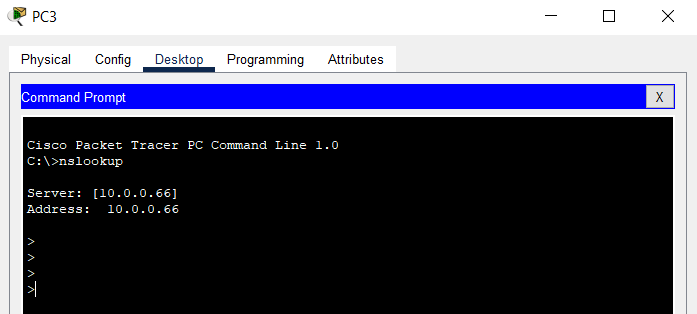 PC3
Physical Config Desktop Programming Attributes
Command Prompt X
Cisco Packet Tracer PC Command Line 1.0
C:\>nslookup
Server: [10.0.0.66]
Address:  10.0.0.66
>
>
>
>